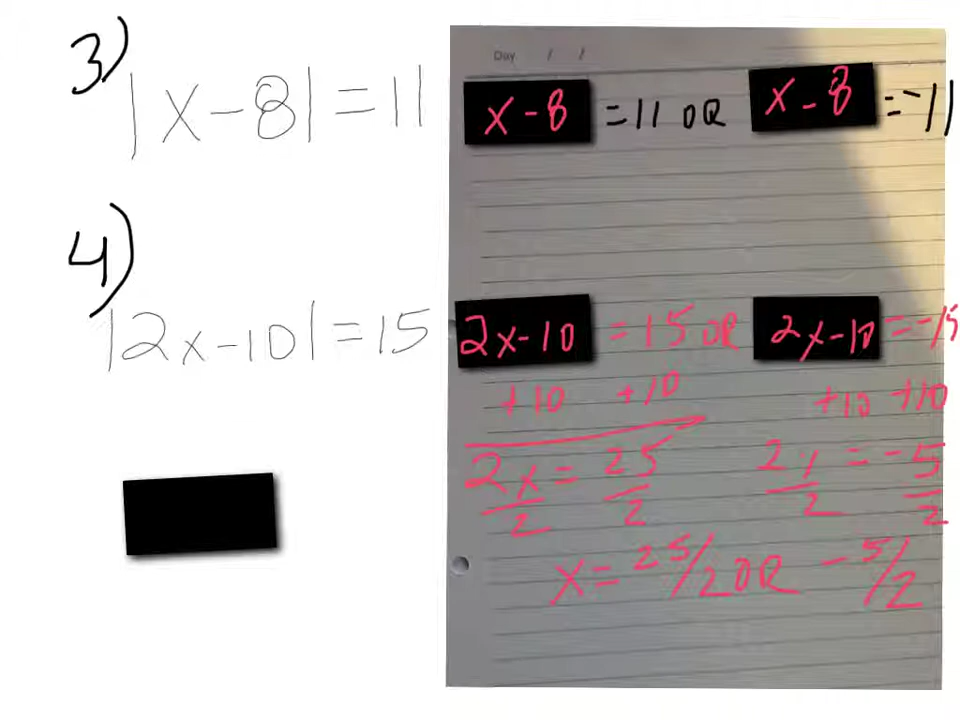 3)
|x-8|=11
Day / /
x-8 =11 OR x-8 =-11
4)
|2x-10|=15
2x-10 =15 OR 2x-10 =-15
+10 +10 +10 +10
2x/2 = 25/2 2x/2 = -5/2
x= 25/2 OR -5/2